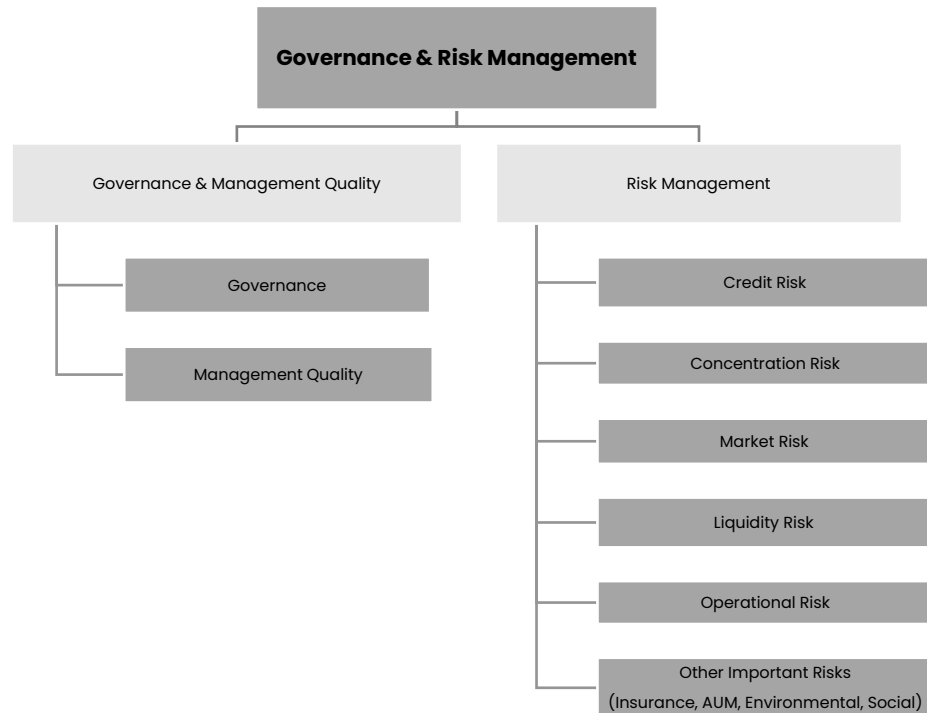 Governance & Risk Management
Governance & Management Quality
Governance
Management Quality
Risk Management
Credit Risk
Concentration Risk
Market Risk
Liquidity Risk
Operational Risk
Other Important Risks
(Insurance, AUM, Environmental, Social)